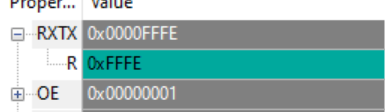 Proper... Value
RXTX 0x0000FFFE
R 0xFFFE
OE 0x00000001